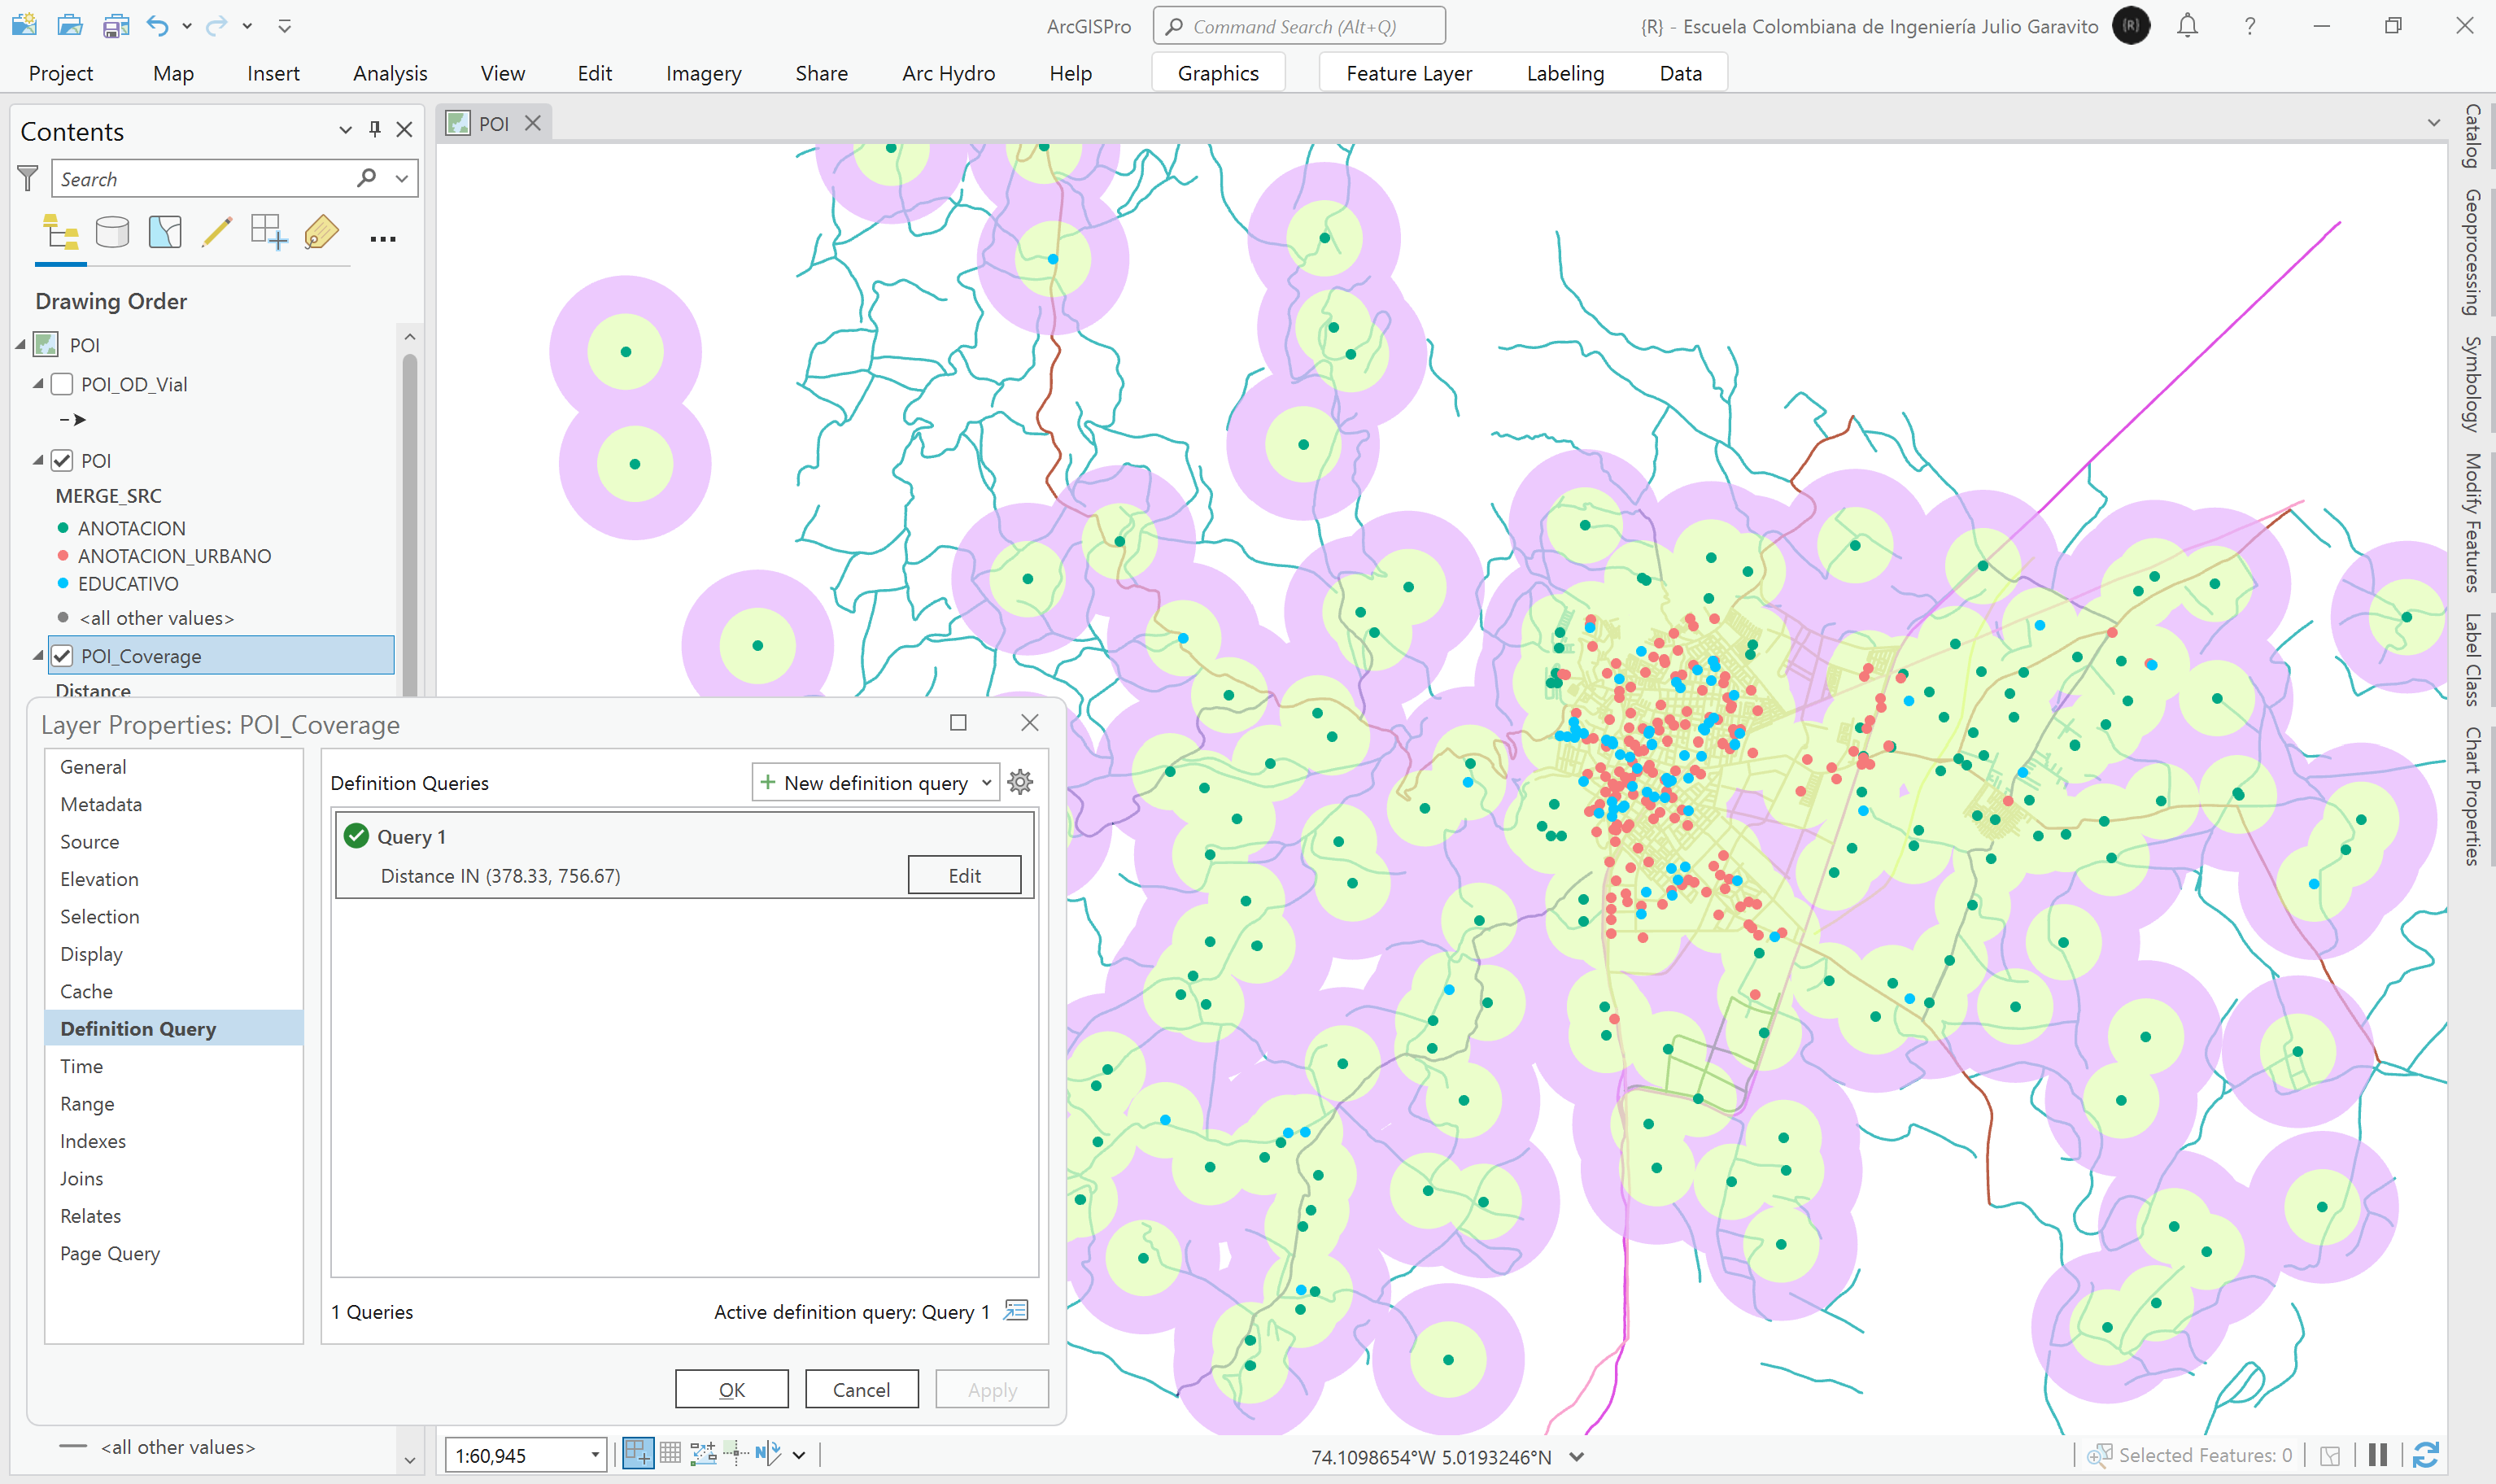 ArcGISPro
Command Search (Alt+Q)
{R} - Escuela Colombiana de Ingeniería Julio Garavito
{R}
?
Project
Map
Insert
Analysis
View
Edit
Imagery
Share
Arc Hydro
Help
Graphics
Feature Layer
Labeling
Data
Contents
POI
Search
Drawing Order
POI
POI_OD_Vial
POI
MERGE_SRC
ANOTACION
ANOTACION_URBANO
EDUCATIVO
<all other values>
POI_Coverage
Distance
Layer Properties: POI_Coverage
General
Metadata
Source
Elevation
Selection
Display
Cache
Definition Query
Time
Range
Indexes
Joins
Relates
Page Query
Definition Queries
New definition query
Query 1
Distance IN (378.33, 756.67)
Edit
1 Queries
Active definition query: Query 1
OK
Cancel
Apply
<all other values>
1:60,945
N
74.1098654°W 5.0193246°N
Selected Features: 0
Catalog
Geoprocessing
Symbology
Modify Features
Label Class
Chart Properties